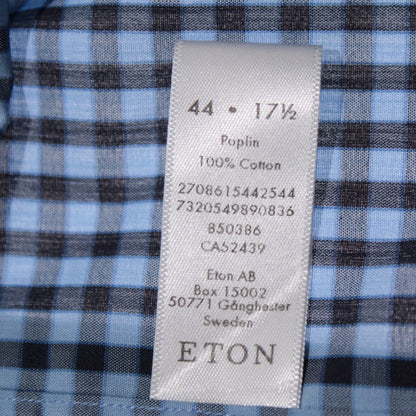 44 • 17½
Poplin
100% Cotton
2708615442544
7320549890836
850386
CA52439
Eton AB
Box 15002
50771 Gånghester
Sweden
ETON